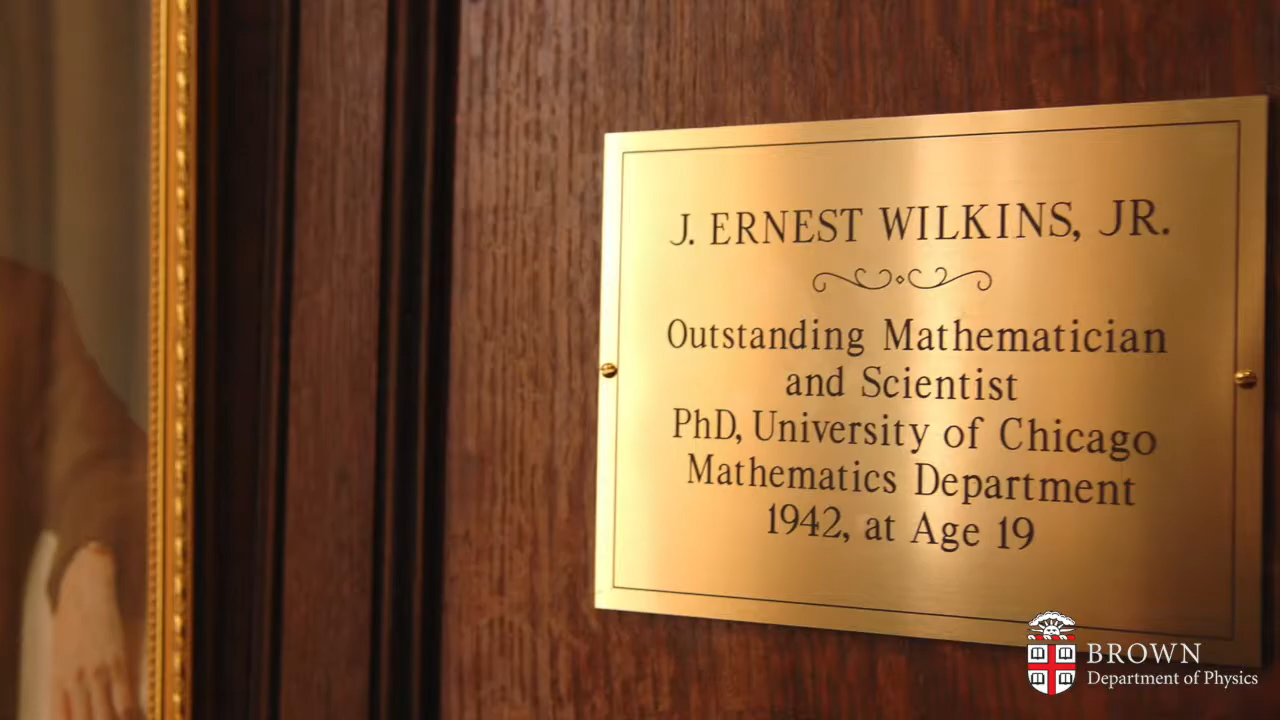 J. ERNEST WILKINS, JR.
Outstanding Mathematician
and Scientist
PhD, University of Chicago
Mathematics Department
1942, at Age 19
BROWN
Department of Physics